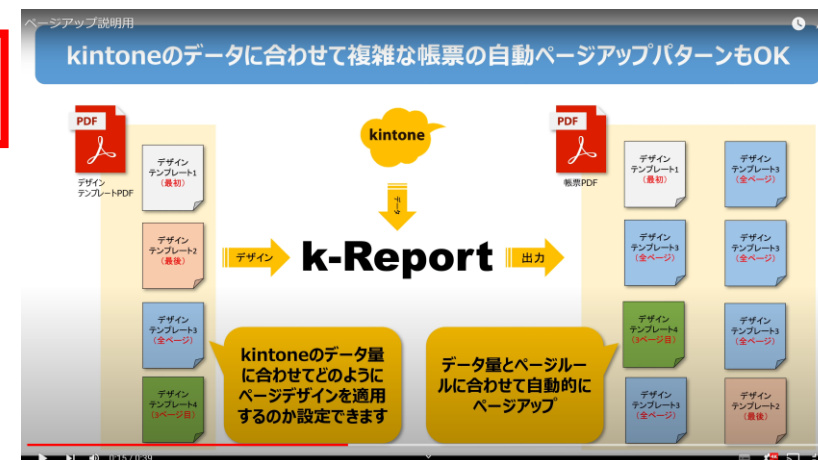 ページアップ説明用
kintoneのデータに合わせて複雑な帳票の自動ページアップパターンもOK
PDF
デザイン
テンプレートPDF
デザイン
テンプレート1
(最初)
デザイン
テンプレート2
(最後)
デザイン
テンプレート3
(全ページ)
デザイン
テンプレート4
(3ページ目)
デザイン
kintone
データ
k-Report
出力
kintoneのデータ量
に合わせてどのように
ページデザインを適用
するのか設定できます
データ量とページルー
ルに合わせて自動的に
ページアップ
PDF
帳票PDF
デザイン
テンプレート1
(最初)
デザイン
テンプレート3
(全ページ)
デザイン
テンプレート4
(3ページ目)
デザイン
テンプレート3
(全ページ)
デザイン
テンプレート3
(全ページ)
デザイン
テンプレート3
(全ページ)
デザイン
テンプレート3
(全ページ)
デザイン
テンプレート2
(最後)
0:15 / 0:39